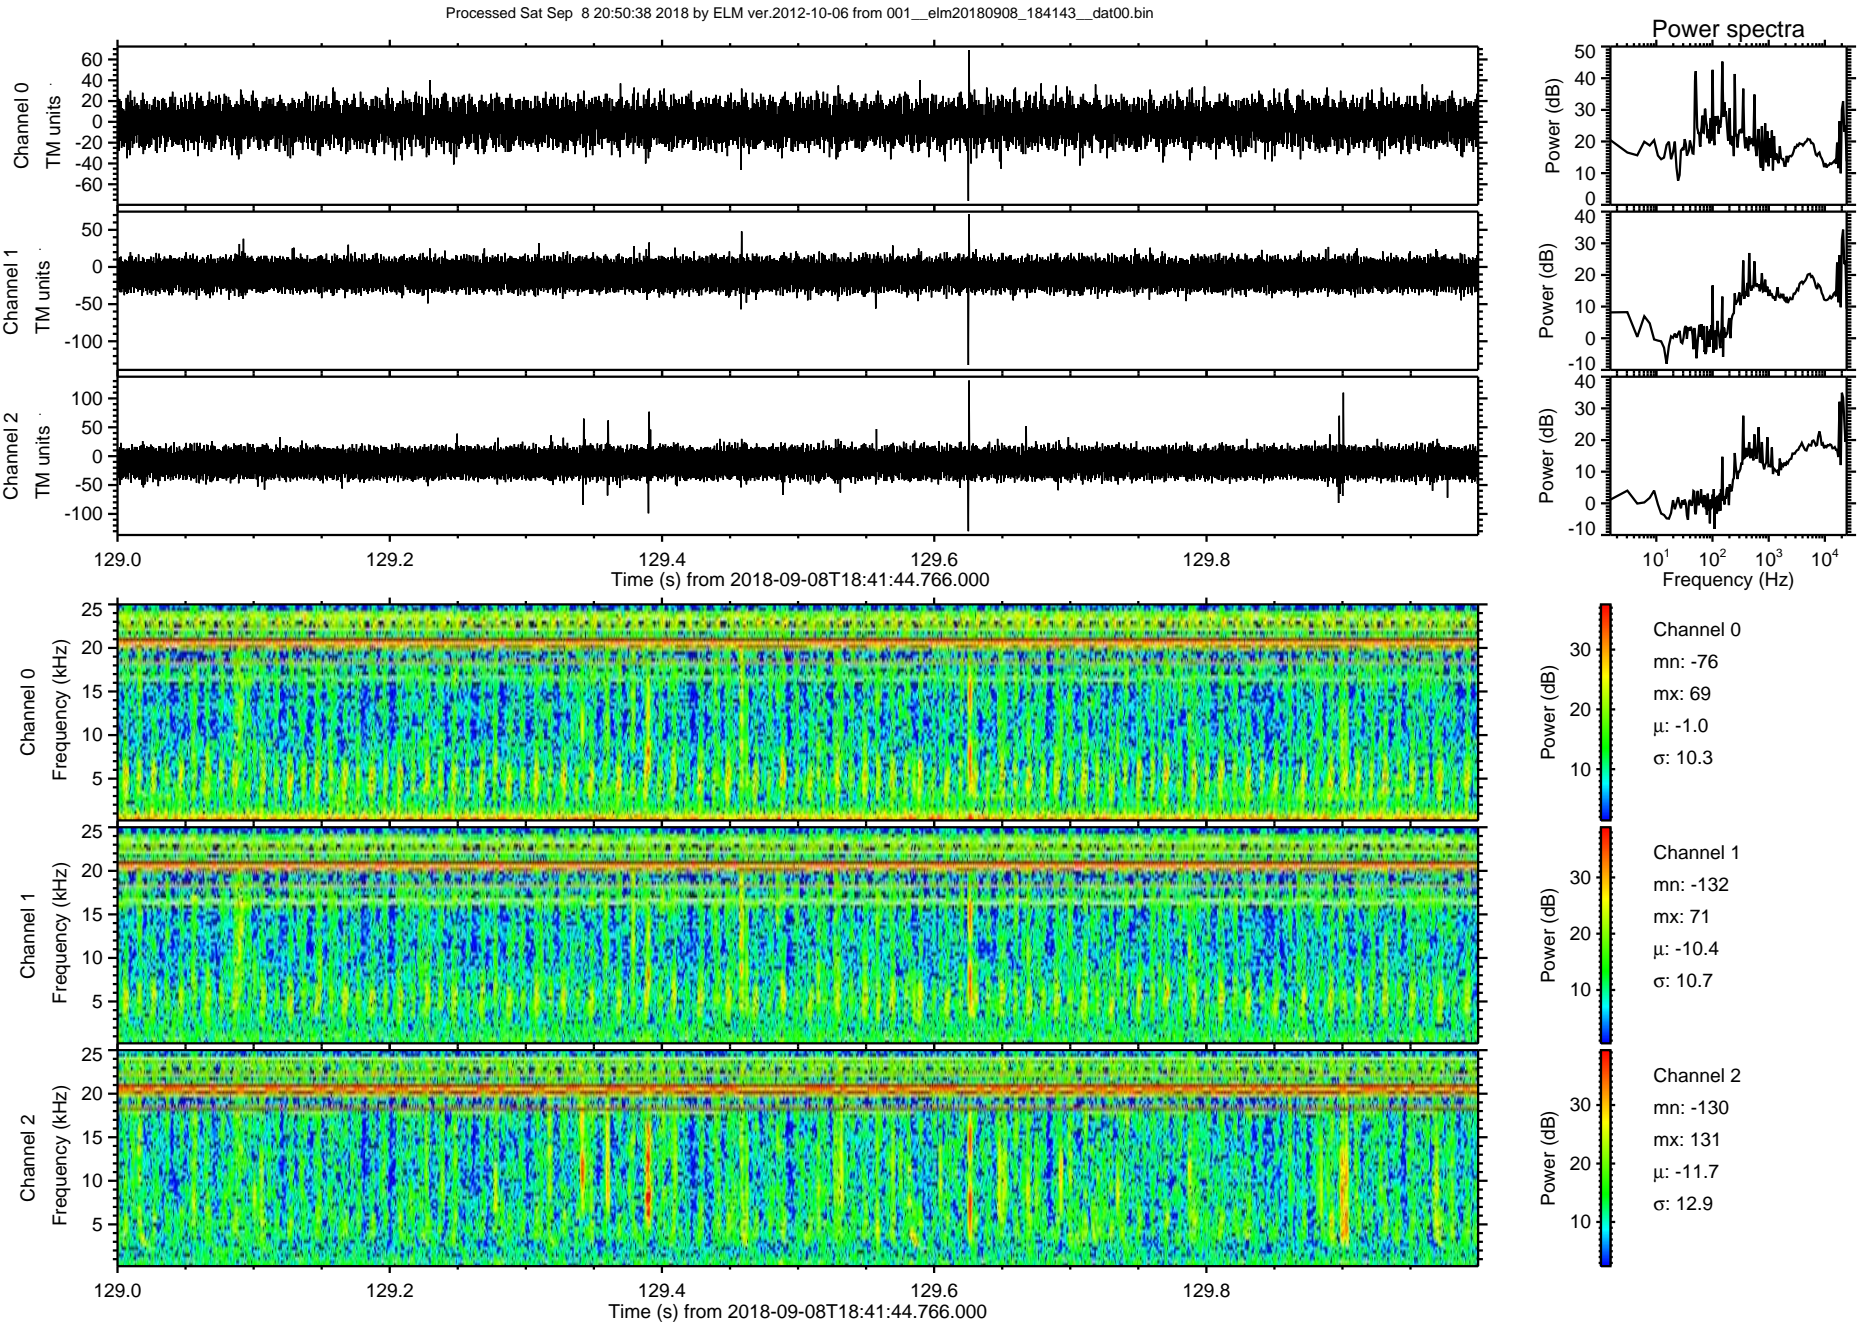 Processed Sat Sep 8 20:50:38 2018 by ELM ver.2012-10-06 from 001__elm20180908_184143__dat00.bin
Power spectra
Channel 0
TM units
60
40
20
0
-20
-40
-60
Power (dB)
50
40
30
20
10
0
Channel 1
TM units
50
0
-50
-100
Power (dB)
40
30
20
10
0
-10
Channel 2
TM units
100
50
0
-50
-100
Power (dB)
40
30
20
10
0
-10
129.0 129.2 129.4 129.6 129.8
Time (s) from 2018-09-08T18:41:44.766.000
10¹ 10² 10³ 10⁴
Frequency (Hz)
Channel 0
Frequency (kHz)
25
20
15
10
5
Power (dB)
30
20
10
Channel 0
mn: -76
mx: 69
μ: -1.0
σ: 10.3
Channel 1
Frequency (kHz)
25
20
15
10
5
Power (dB)
30
20
10
Channel 1
mn: -132
mx: 71
μ: -10.4
σ: 10.7
Channel 2
Frequency (kHz)
25
20
15
10
5
Power (dB)
30
20
10
Channel 2
mn: -130
mx: 131
μ: -11.7
σ: 12.9
129.0 129.2 129.4 129.6 129.8
Time (s) from 2018-09-08T18:41:44.766.000